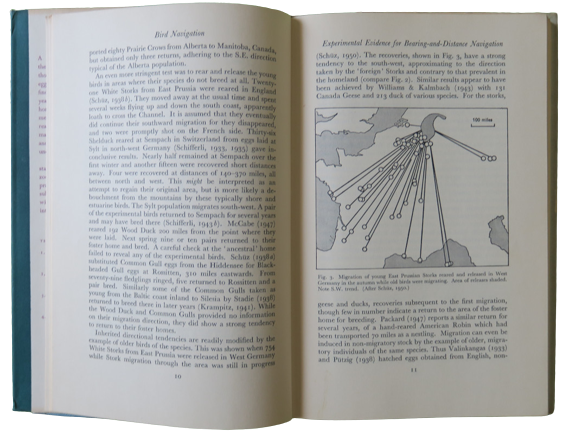 Bird Navigation
ported eighty Prairie Crows from Alberta to Manitoba, Canada,
but obtained only three returns, adhering to the S.E. direction
typical of the Alberta population.
An even more stringent test was to rear and release the young
birds in areas where their species do not breed at all. Twenty-
one White Storks from East Prussia were reared in England
(Schüz, 1938b). They moved away at the usual time and spent
several weeks flying up and down the south coast, apparently
loath to cross the Channel. It is assumed that they eventually
did continue their southward migration for they disappeared,
and two were promptly shot on the French side. Thirty-six
Shelduck reared at Sempach in Switzerland from eggs laid at
Sylt in north-west Germany (Schifferli, 1933, 1935) gave in-
conclusive results. Nearly half remained at Sempach over the
first winter and another fifteen were recovered short distances
away. Four were recovered at distances of 140–370 miles, all
between north and west. This might be interpreted as an
attempt to regain their original area, but is more likely a de-
bouchment from the mountains by these typically shore and
estuarine birds. The Sylt population migrates south-west. A pair
of the experimental birds returned to Sempach for several years
and may have bred there (Schifferli, ). McCabe (1947)
reared 192 Wood Duck 200 miles from the point where they
were laid. Next spring nine or ten pairs returned to their
foster home and bred. A careful check at the 'ancestral' home
failed to reveal any of the experimental birds. Schüz (1938a)
substituted Common Gull eggs from the Hiddensee for Black-
headed Gull eggs at Rossitten, 310 miles eastwards. From
seventy-nine fledglings ringed, five returned to Rossitten and a
pair bred. Similarly some of the Common Gulls taken as
young from the Baltic coast inland to Silesia by Stadie (1938)
returned to breed there in later years (Krampitz, 1941). While
the Wood Duck and Common Gulls provided no information
on their migration direction, they did show a strong tendency
to return to their foster home.
Inherited directional tendencies are readily modified by the
example of older birds of the species. This was shown when 754
White Storks from East Prussia were released in West Germany
while Stork migration through the area was still in progress
10
Experimental Evidence for Bearing-and-Distance Navigation
(Schüz, 1950). The recoveries, shown in Fig. 3, have a strong
tendency to the south-west, approximating to the direction
taken by the 'foreign' Storks and contrary to that prevalent in
the homeland (compare Fig. 2). Similar results appear to have
been achieved by Williams & Kalmbach (1943) with 131
Canada Geese and 213 duck of various species. For the storks,
100 miles
Fig. 3. Migration of young East Prussian Storks reared and released in West
Germany in the autumn while old birds were migrating. Area of releases shaded.
Note S.W. trend. (After Schüz, 1950.)
geese and ducks, recoveries subsequent to the first migration,
though few in number indicate a return to the area of the foster
home for breeding. Packard (1947) reports a similar return for
several years, of a hand-reared American Robin which had
been transported 70 miles as a nestling. Migration can even be
induced in non-migratory stock by the example of older, migra-
tory individuals of the same species. Thus Valikangas (1933)
and Pützig (1938) hatched eggs obtained from English, non-
11